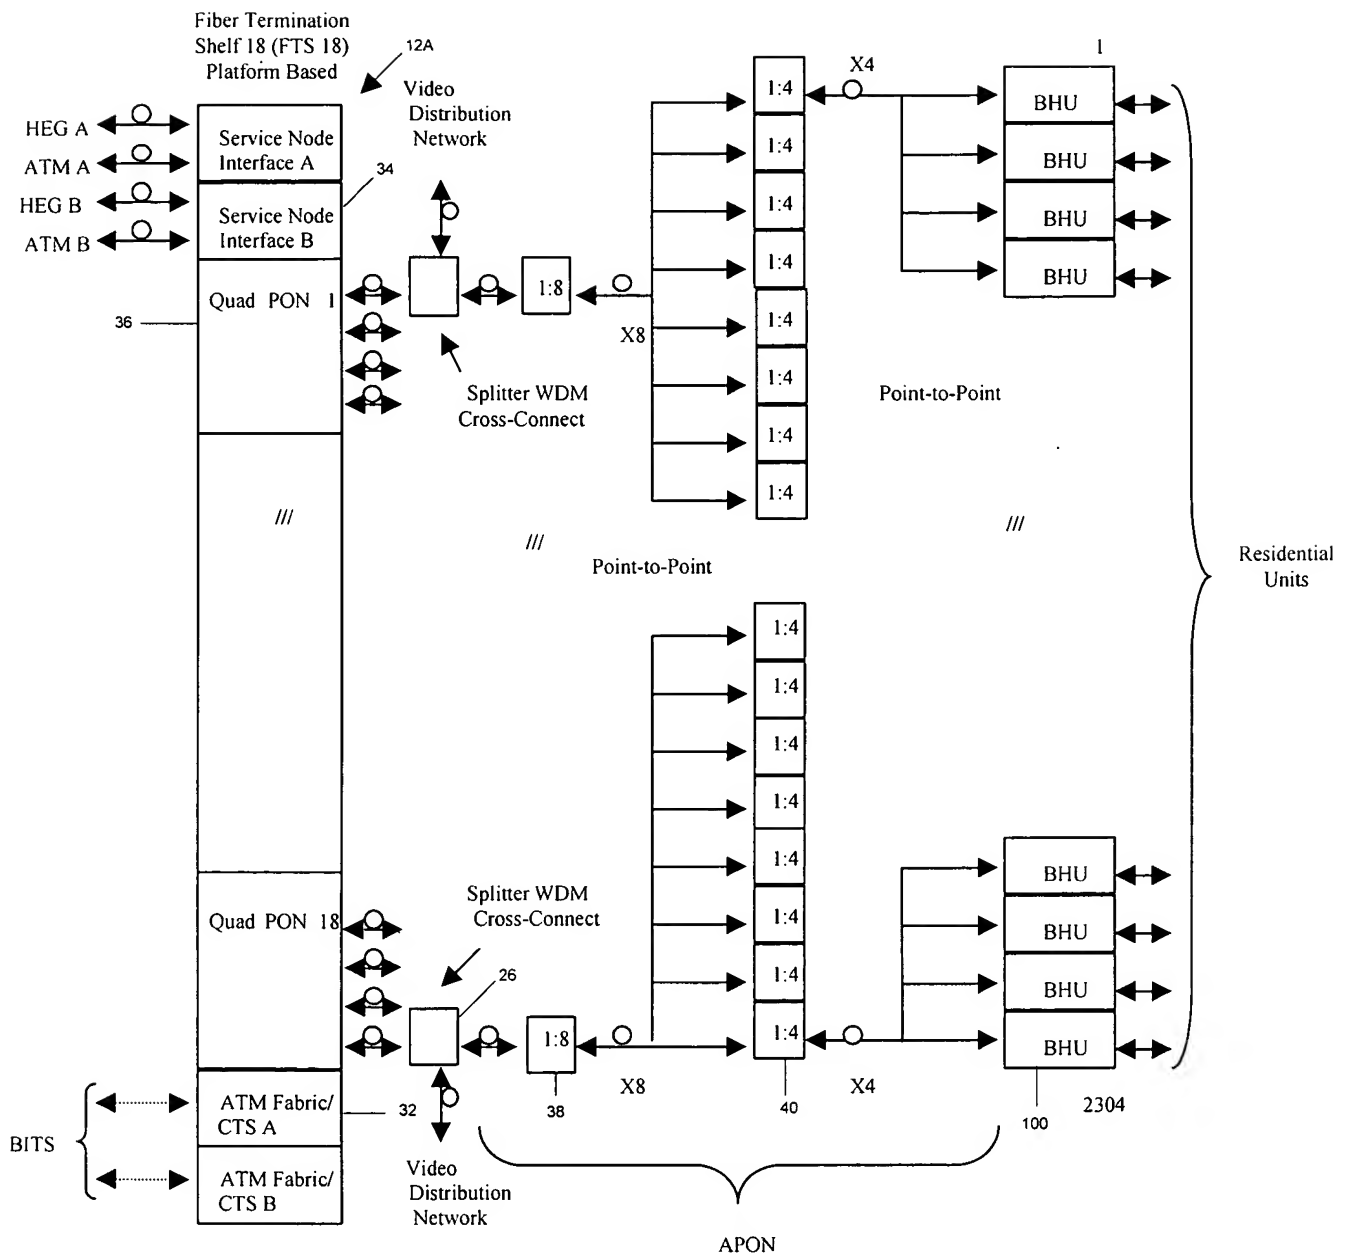 Fiber Termination
Shelf 18 (FTS 18)
Platform Based
12A
Video
Distribution
Network
HEG A
ATM A
HEG B
ATM B
Service Node
Interface A
34
Service Node
Interface B
Quad PON 1
36
1:8
X8
Splitter WDM
Cross-Connect
1:4
1:4
1:4
1:4
1:4
1:4
1:4
1:4
X4
1
BHU
BHU
BHU
BHU
Point-to-Point
///
///
///
Point-to-Point
Residential
Units
1:4
1:4
1:4
1:4
1:4
1:4
1:4
1:4
Quad PON 18
Splitter WDM
Cross-Connect
26
1:8
38
X8
40
X4
BHU
BHU
BHU
BHU
100
2304
BITS
ATM Fabric/
CTS A
32
ATM Fabric/
CTS B
Video
Distribution
Network
APON